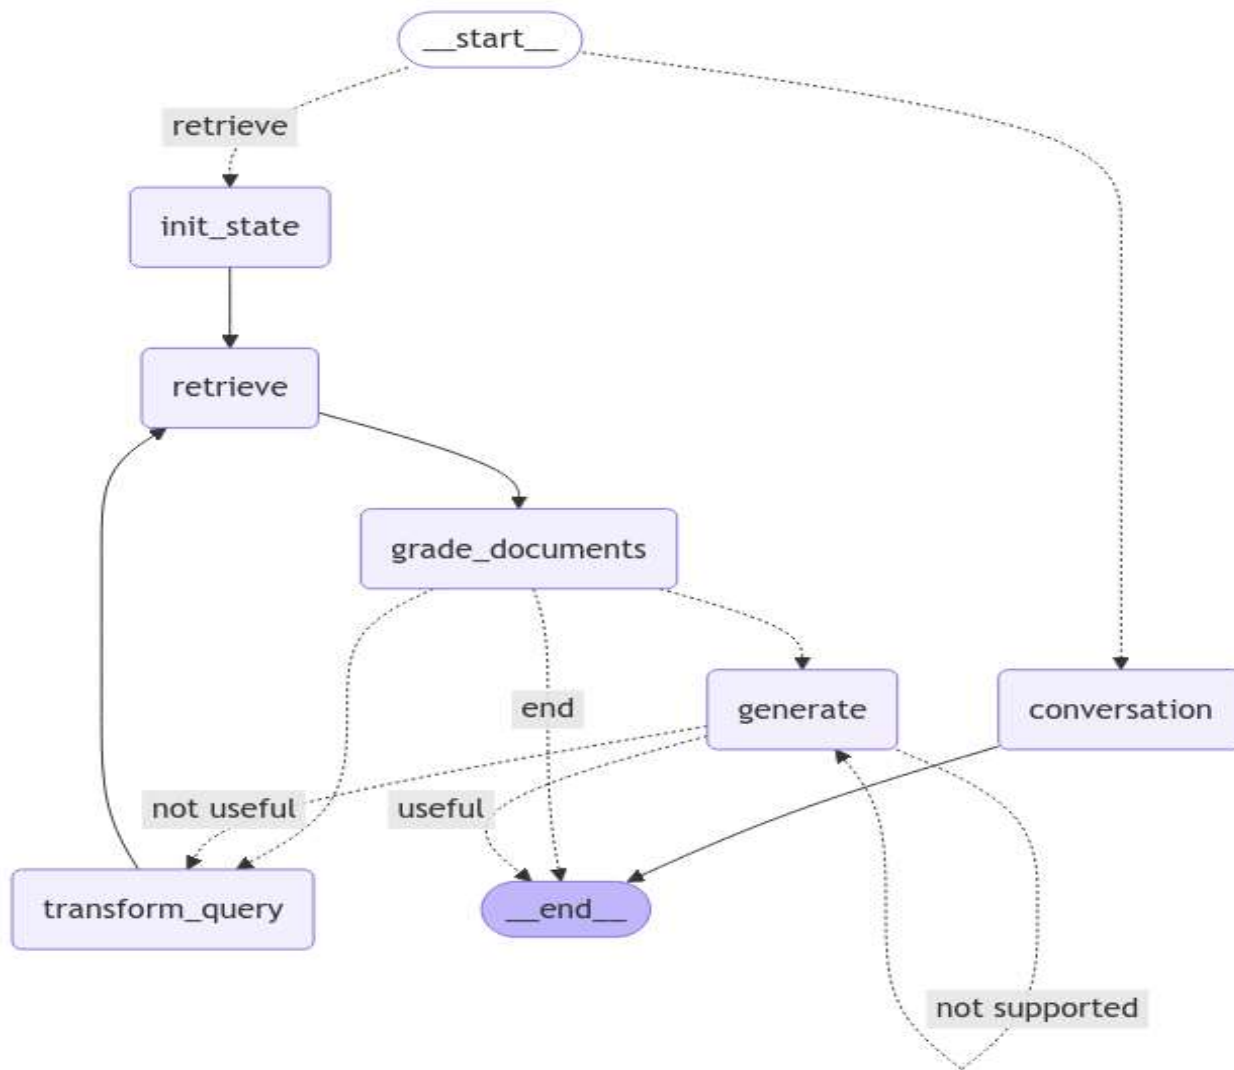 __start__
retrieve
init_state
retrieve
grade_documents
end
generate
conversation
not useful
useful
transform_query
__end__
not supported